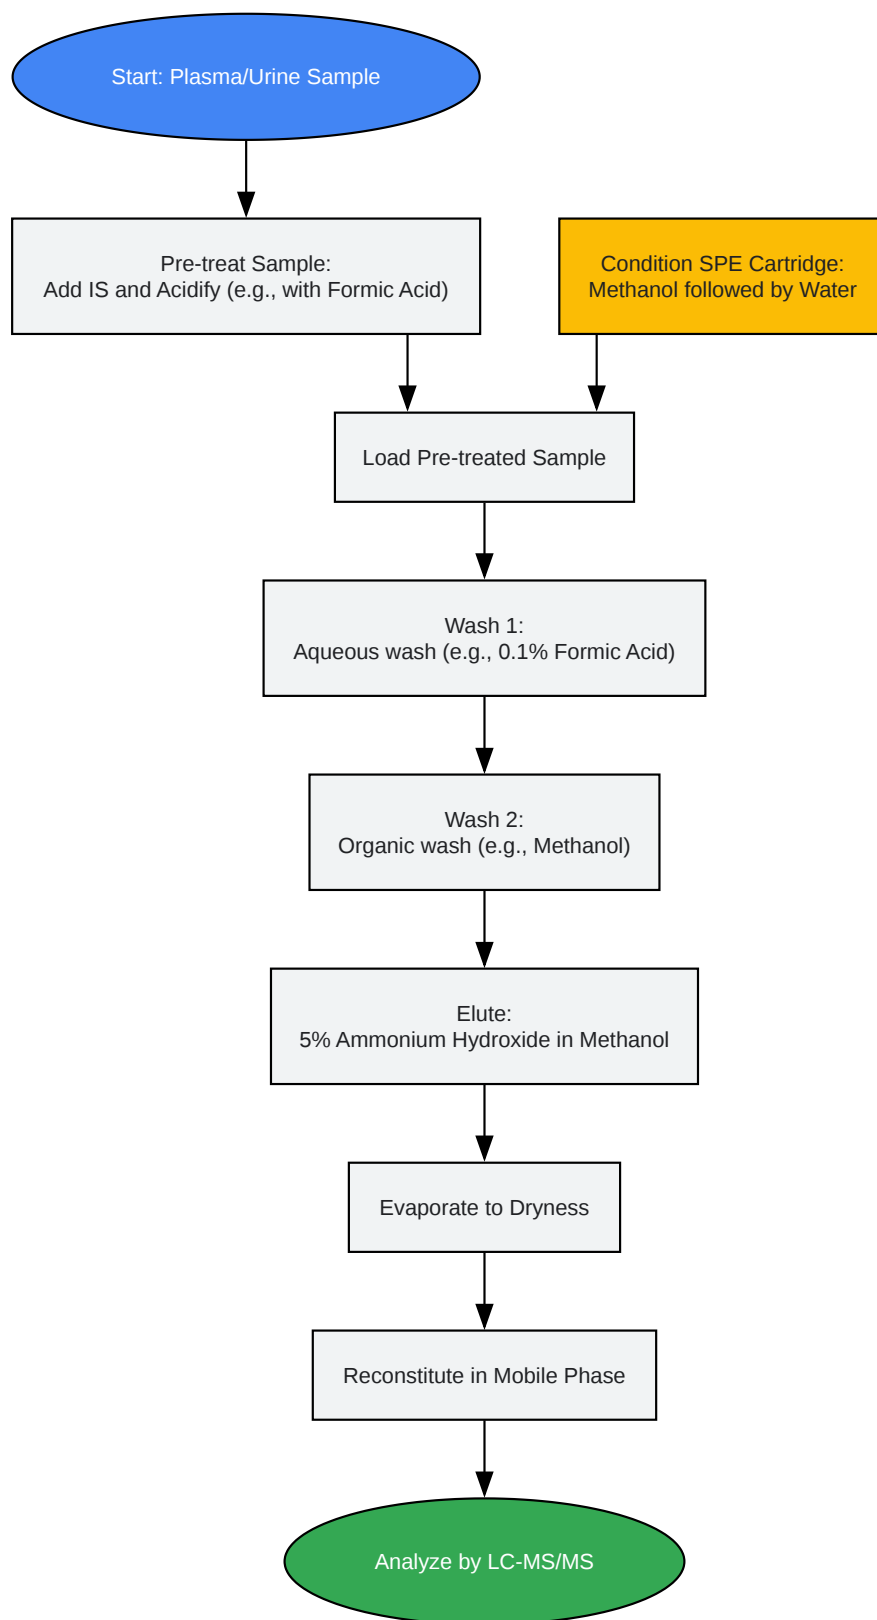 Start: Plasma/Urine Sample
Pre-treat Sample:
Add IS and Acidify (e.g., with Formic Acid)
Condition SPE Cartridge:
Methanol followed by Water
Load Pre-treated Sample
Wash 1:
Aqueous wash (e.g., 0.1% Formic Acid)
Wash 2:
Organic wash (e.g., Methanol)
Elute:
5% Ammonium Hydroxide in Methanol
Evaporate to Dryness
Reconstitute in Mobile Phase
Analyze by LC-MS/MS